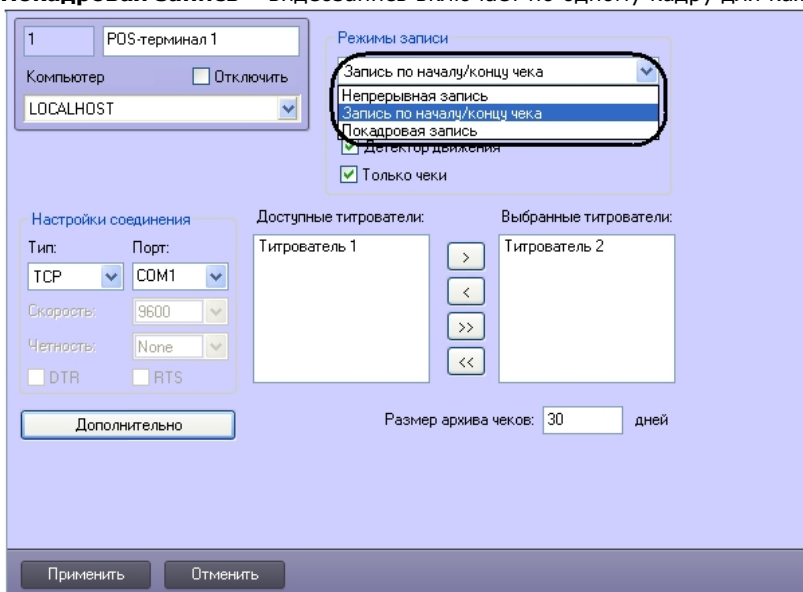 Покадровая запись – видеозапись включает по одному кадру для
1
POS-терминал 1
Компьютер
Отключить
LOCALHOST
Режимы записи
Запись по началу/концу чека
Непрерывная запись
Запись по началу/концу чека
Покадровая запись
Детектор движения
Только чеки
Настройки соединения
Тип:
Порт:
TCP
COM1
Скорость:
9600
Четность:
None
DTR
RTS
Доступные титрователи:
Титрователь 1
>
<
>>
<<
Выбранные титрователи:
Титрователь 2
Дополнительно
Размер архива чеков:
30
дней
Применить
Отменить